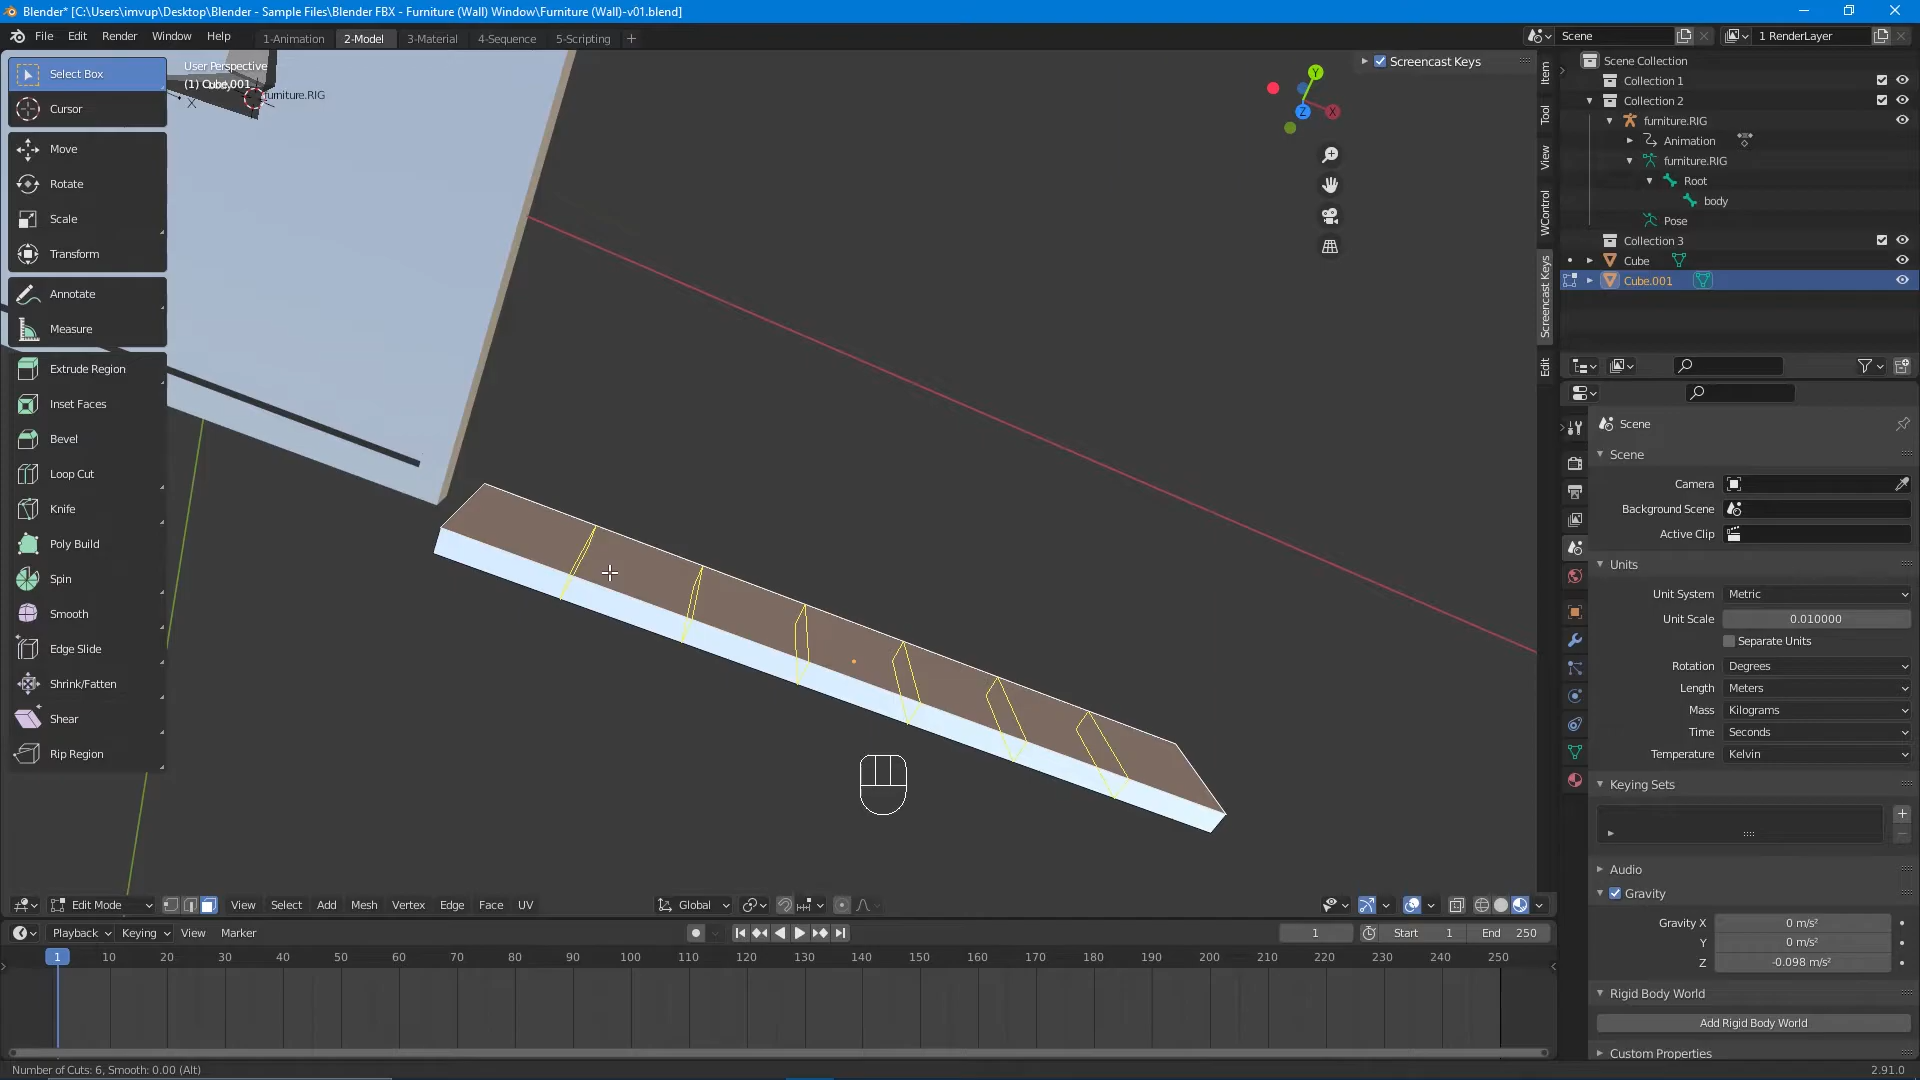 Blender* [C:\Users\imvup\Desktop\Blender - Sample Files\Blender FBX - Furniture (Wall) Window\Furniture (Wall)-v01.blend]
File Edit Render Window Help 1-Animation 2-Model 3-Material 4-Sequence 5-Scripting + Scene 1 RenderLayer
Select Box
Cursor
Move
Rotate
Scale
Transform
Annotate
Measure
Extrude Region
Inset Faces
Bevel
Loop Cut
Knife
Poly Build
Spin
Smooth
Edge Slide
Shrink/Fatten
Shear
Rip Region
User Perspective
(1) Cube.001
furniture.RIG
X
Screencast Keys
Y
Z
X
Item
Tool
View
WControl
Screencast Keys
Edit
Scene Collection
Collection 1
Collection 2
furniture.RIG
Animation
furniture.RIG
Root
body
Pose
Collection 3
Cube
Cube.001
Scene
Scene
Camera
Background Scene
Active Clip
Units
Unit System Metric
Unit Scale 0.010000
Separate Units
Rotation Degrees
Length Meters
Mass Kilograms
Time Seconds
Temperature Kelvin
Keying Sets
Audio
Gravity
Gravity X 0 m/s²
Y 0 m/s²
Z -0.098 m/s²
Rigid Body World
Add Rigid Body World
Custom Properties
Edit Mode View Select Add Mesh Vertex Edge Face UV Global
Playback Keying View Marker 1 Start 1 End 250
1 10 20 30 40 50 60 70 80 90 100 110 120 130 140 150 160 170 180 190 200 210 220 230 240 250
Number of Cuts: 6, Smooth: 0.00 (Alt) 2.91.0